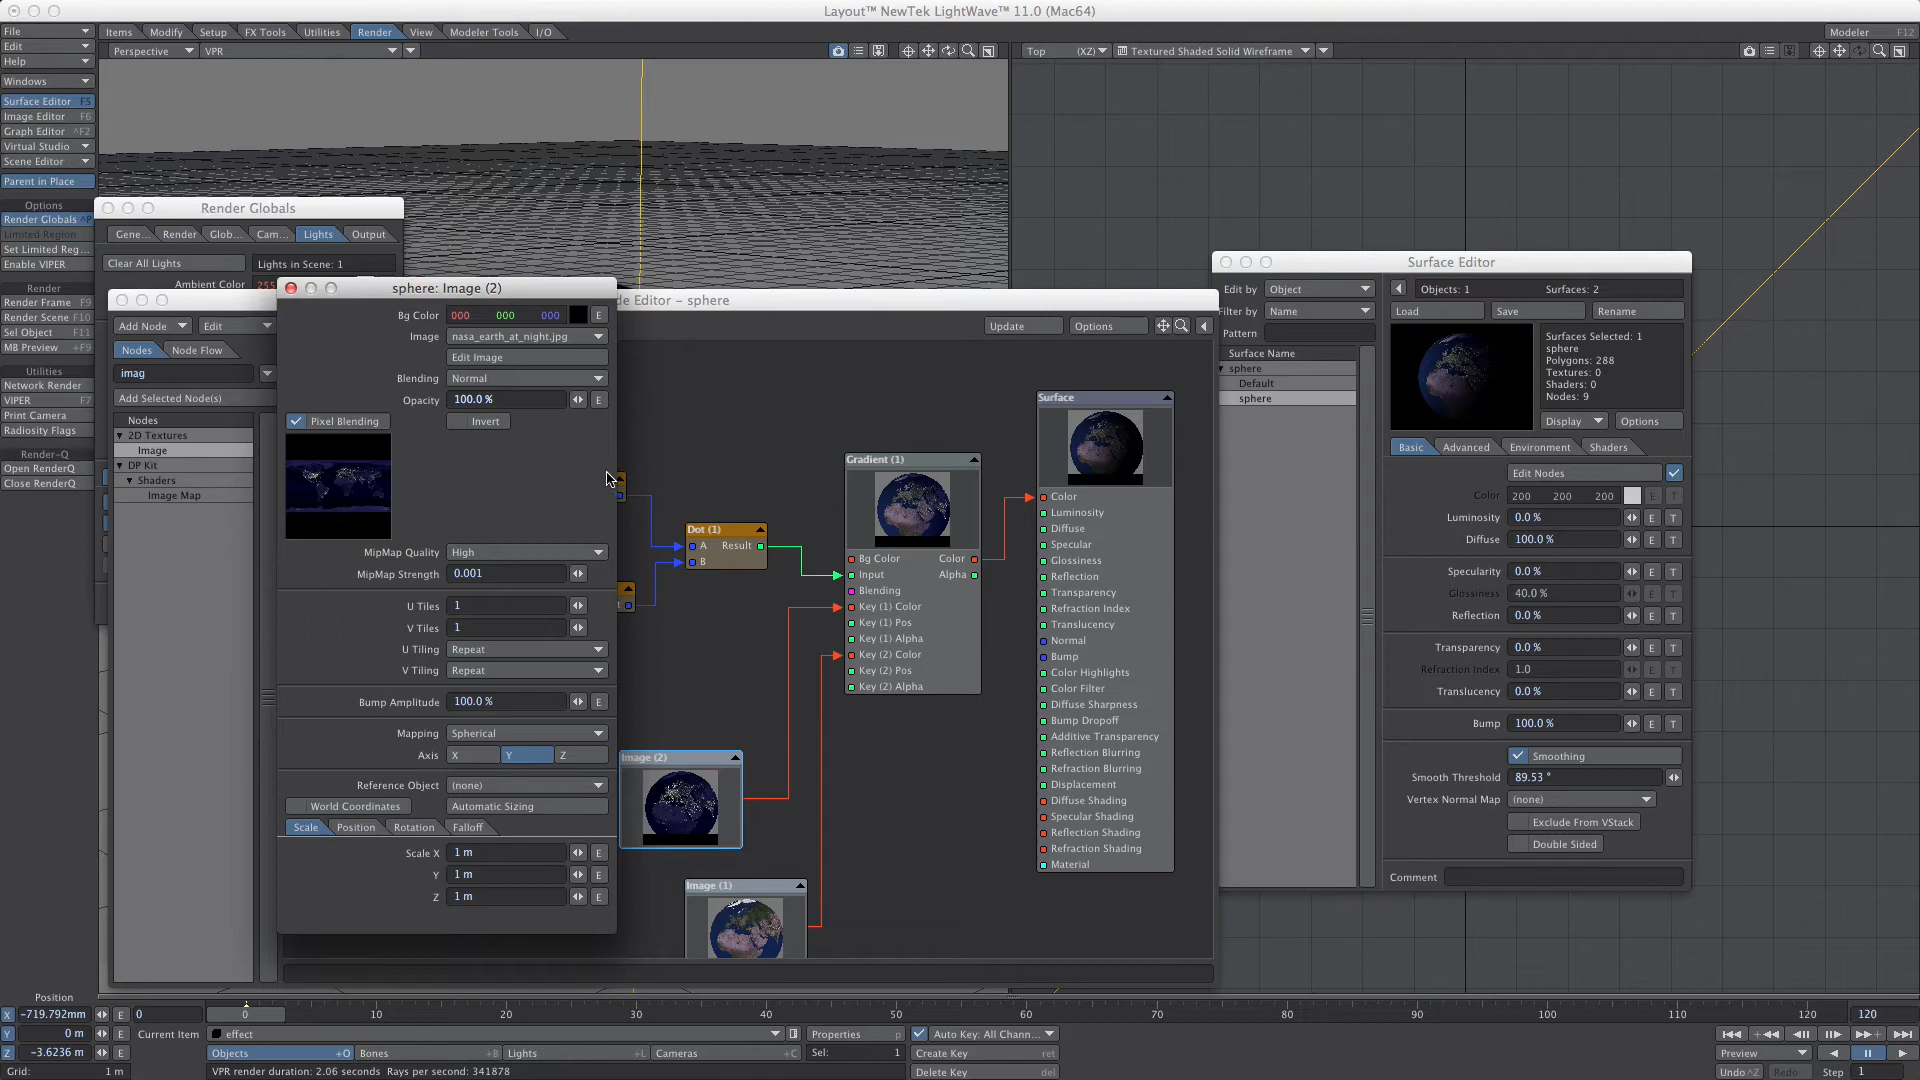 Layout™ NewTek LightWave™ 11.0 (Mac64)
File Items Modify Setup FX Tools Utilities Render View Modeler Tools I/O Modeler F12
Edit
Help
Windows
Surface Editor F5
Image Editor F6
Graph Editor ^F2
Virtual Studio
Scene Editor
Parent in Place
Options
Render Globals ^P
Limited Region
Set Limited Reg...
Enable VIPER
Render
Render Frame F9
Render Scene F10
Sel Object F11
MB Preview +F9
Utilities
Network Render
VIPER F7
Print Camera
Radiosity Flags
Render-Q
Open RenderQ
Close RenderQ
Perspective VPR
Top (XZ) Textured Shaded Solid Wireframe
Render Globals
Gene... Render Glob... Cam... Lights Output
Clear All Lights Lights in Scene: 1
Ambient Color 255
de Editor - sphere
Add Node Edit Update Options
Nodes Node Flow
imag
Add Selected Node(s)
Nodes
2D Textures
Image
DP Kit
Shaders
Image Map
sphere: Image (2)
Bg Color 000 000 000 E
Image nasa_earth_at_night.jpg
Edit Image
Blending Normal
Opacity 100.0 % E
Pixel Blending Invert
MipMap Quality High
MipMap Strength 0.001
U Tiles 1
V Tiles 1
U Tiling Repeat
V Tiling Repeat
Bump Amplitude 100.0 % E
Mapping Spherical
Axis X Y Z
Reference Object (none)
World Coordinates Automatic Sizing
Scale Position Rotation Falloff
Scale X 1 m E
Y 1 m E
Z 1 m E
Dot (1)
A Result
B
t
Image (2)
Image (1)
Gradient (1)
Bg Color Color
Input Alpha
Blending
Key (1) Color
Key (1) Pos
Key (1) Alpha
Key (2) Color
Key (2) Pos
Key (2) Alpha
Surface
Color
Luminosity
Diffuse
Specular
Glossiness
Reflection
Transparency
Refraction Index
Translucency
Normal
Bump
Color Highlights
Color Filter
Diffuse Sharpness
Bump Dropoff
Additive Transparency
Reflection Blurring
Refraction Blurring
Displacement
Diffuse Shading
Specular Shading
Reflection Shading
Refraction Shading
Material
Surface Editor
Edit by Object Objects: 1 Surfaces: 2
Filter by Name Load Save Rename
Pattern
Surface Name
sphere
Default
sphere
Surfaces Selected: 1
sphere
Polygons: 288
Textures: 0
Shaders: 0
Nodes: 9
Display Options
Basic Advanced Environment Shaders
Edit Nodes
Color 200 200 200 E T
Luminosity 0.0 % E T
Diffuse 100.0 % E T
Specularity 0.0 % E T
Glossiness 40.0 % E T
Reflection 0.0 % E T
Transparency 0.0 % E T
Refraction Index 1.0 E T
Translucency 0.0 % E T
Bump 100.0 % E T
Smoothing
Smooth Threshold 89.53 °
Vertex Normal Map (none)
Exclude From VStack
Double Sided
Comment
Position
X -719.792mm E 0 0 10 20 30 40 50 60 70 80 90 100 110 120 120
Y 0 m E Current Item effect Properties p Auto Key: All Chann...
Z -3.6236 m E Objects +O Bones +B Lights +L Cameras +C Sel: 1 Create Key ret Preview
Grid: 1 m VPR render duration: 2.06 seconds Rays per second: 341878 Delete Key del Undo ^Z Redo Step 1